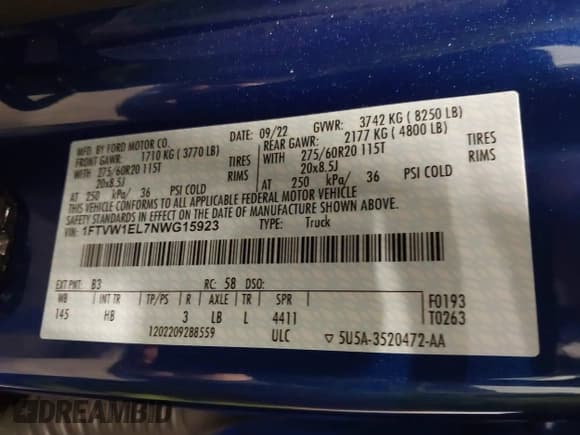 MFD. BY FORD MOTOR CO.
DATE: 09/22 GVWR: 3742 KG ( 8250 LB)
FRONT GAWR: 1710 KG ( 3770 LB)
REAR GAWR: 2177 KG ( 4800 LB)
WITH 275/60R20 115T TIRES
WITH 275/60R20 115T TIRES
20x8.5J RIMS
20x8.5J RIMS
AT 250 kPa/ 36 PSI COLD
AT 250 kPa/ 36 PSI COLD
CONFORMS TO ALL APPLICABLE FEDERAL MOTOR VEHICLE
SAFETY STANDARDS IN EFFECT ON THE DATE OF MANUFACTURE SHOWN ABOVE.
VIN: 1FTVW1EL7NWG15923 TYPE: Truck
EXT PNT: B3 RC: 58 DSO:
WB INT TR TP/PS R AXLE TR SPR F0193
145 HB 3 LB L 4411 T0263
1202209288559 ULC ▽ 5U5A-3520472-AA
DREAMBID